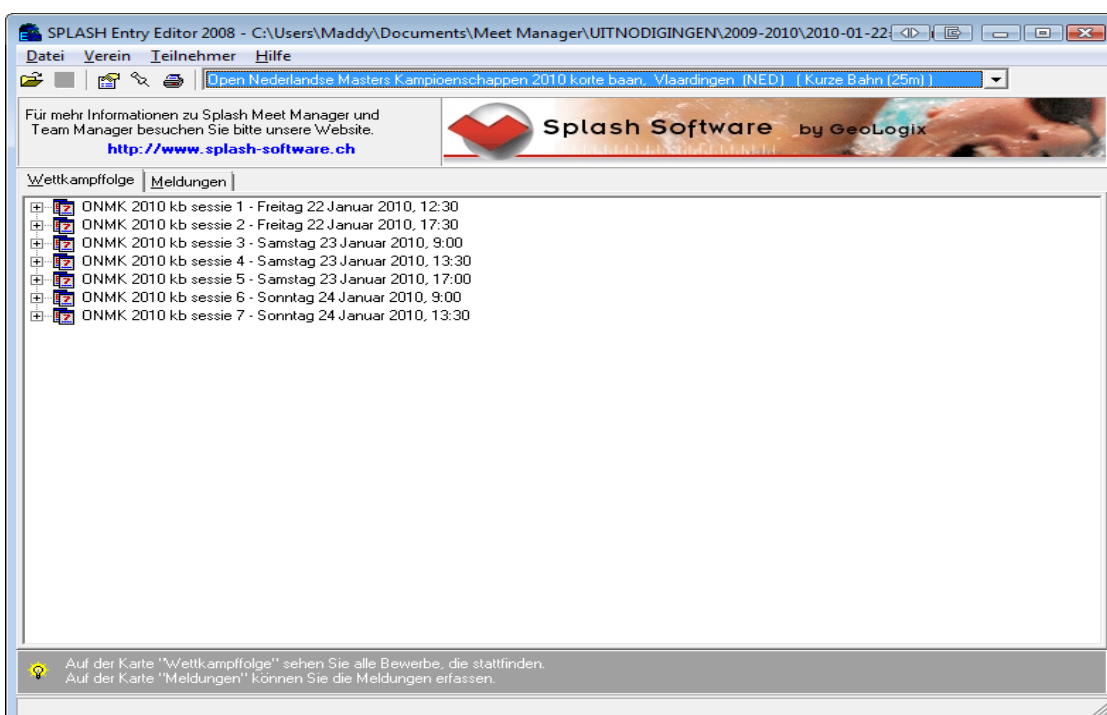 SPLASH Entry Editor 2008 - C:\Users\Maddy\Documents\Meet Manager\UITNODIGINGEN\2009-2010\2010-01-22-
Datei Verein Teilnehmer Hilfe
Open Nederlandse Masters Kampioenschappen 2010 korte baan, Vlaardingen (NED) ( Kurze Bahn (25m) )
Für mehr Informationen zu Splash Meet Manager und
Team Manager besuchen Sie bitte unsere Website.
http://www.splash-software.ch
Splash Software by GeoLogix
Wettkampffolge Meldungen
ONMK 2010 kb sessie 1 - Freitag 22 Januar 2010, 12:30
ONMK 2010 kb sessie 2 - Freitag 22 Januar 2010, 17:30
ONMK 2010 kb sessie 3 - Samstag 23 Januar 2010, 9:00
ONMK 2010 kb sessie 4 - Samstag 23 Januar 2010, 13:30
ONMK 2010 kb sessie 5 - Samstag 23 Januar 2010, 17:00
ONMK 2010 kb sessie 6 - Sonntag 24 Januar 2010, 9:00
ONMK 2010 kb sessie 7 - Sonntag 24 Januar 2010, 13:30
Auf der Karte "Wettkampffolge" sehen Sie alle Bewerbe, die stattfinden.
Auf der Karte "Meldungen" können Sie die Meldungen erfassen.